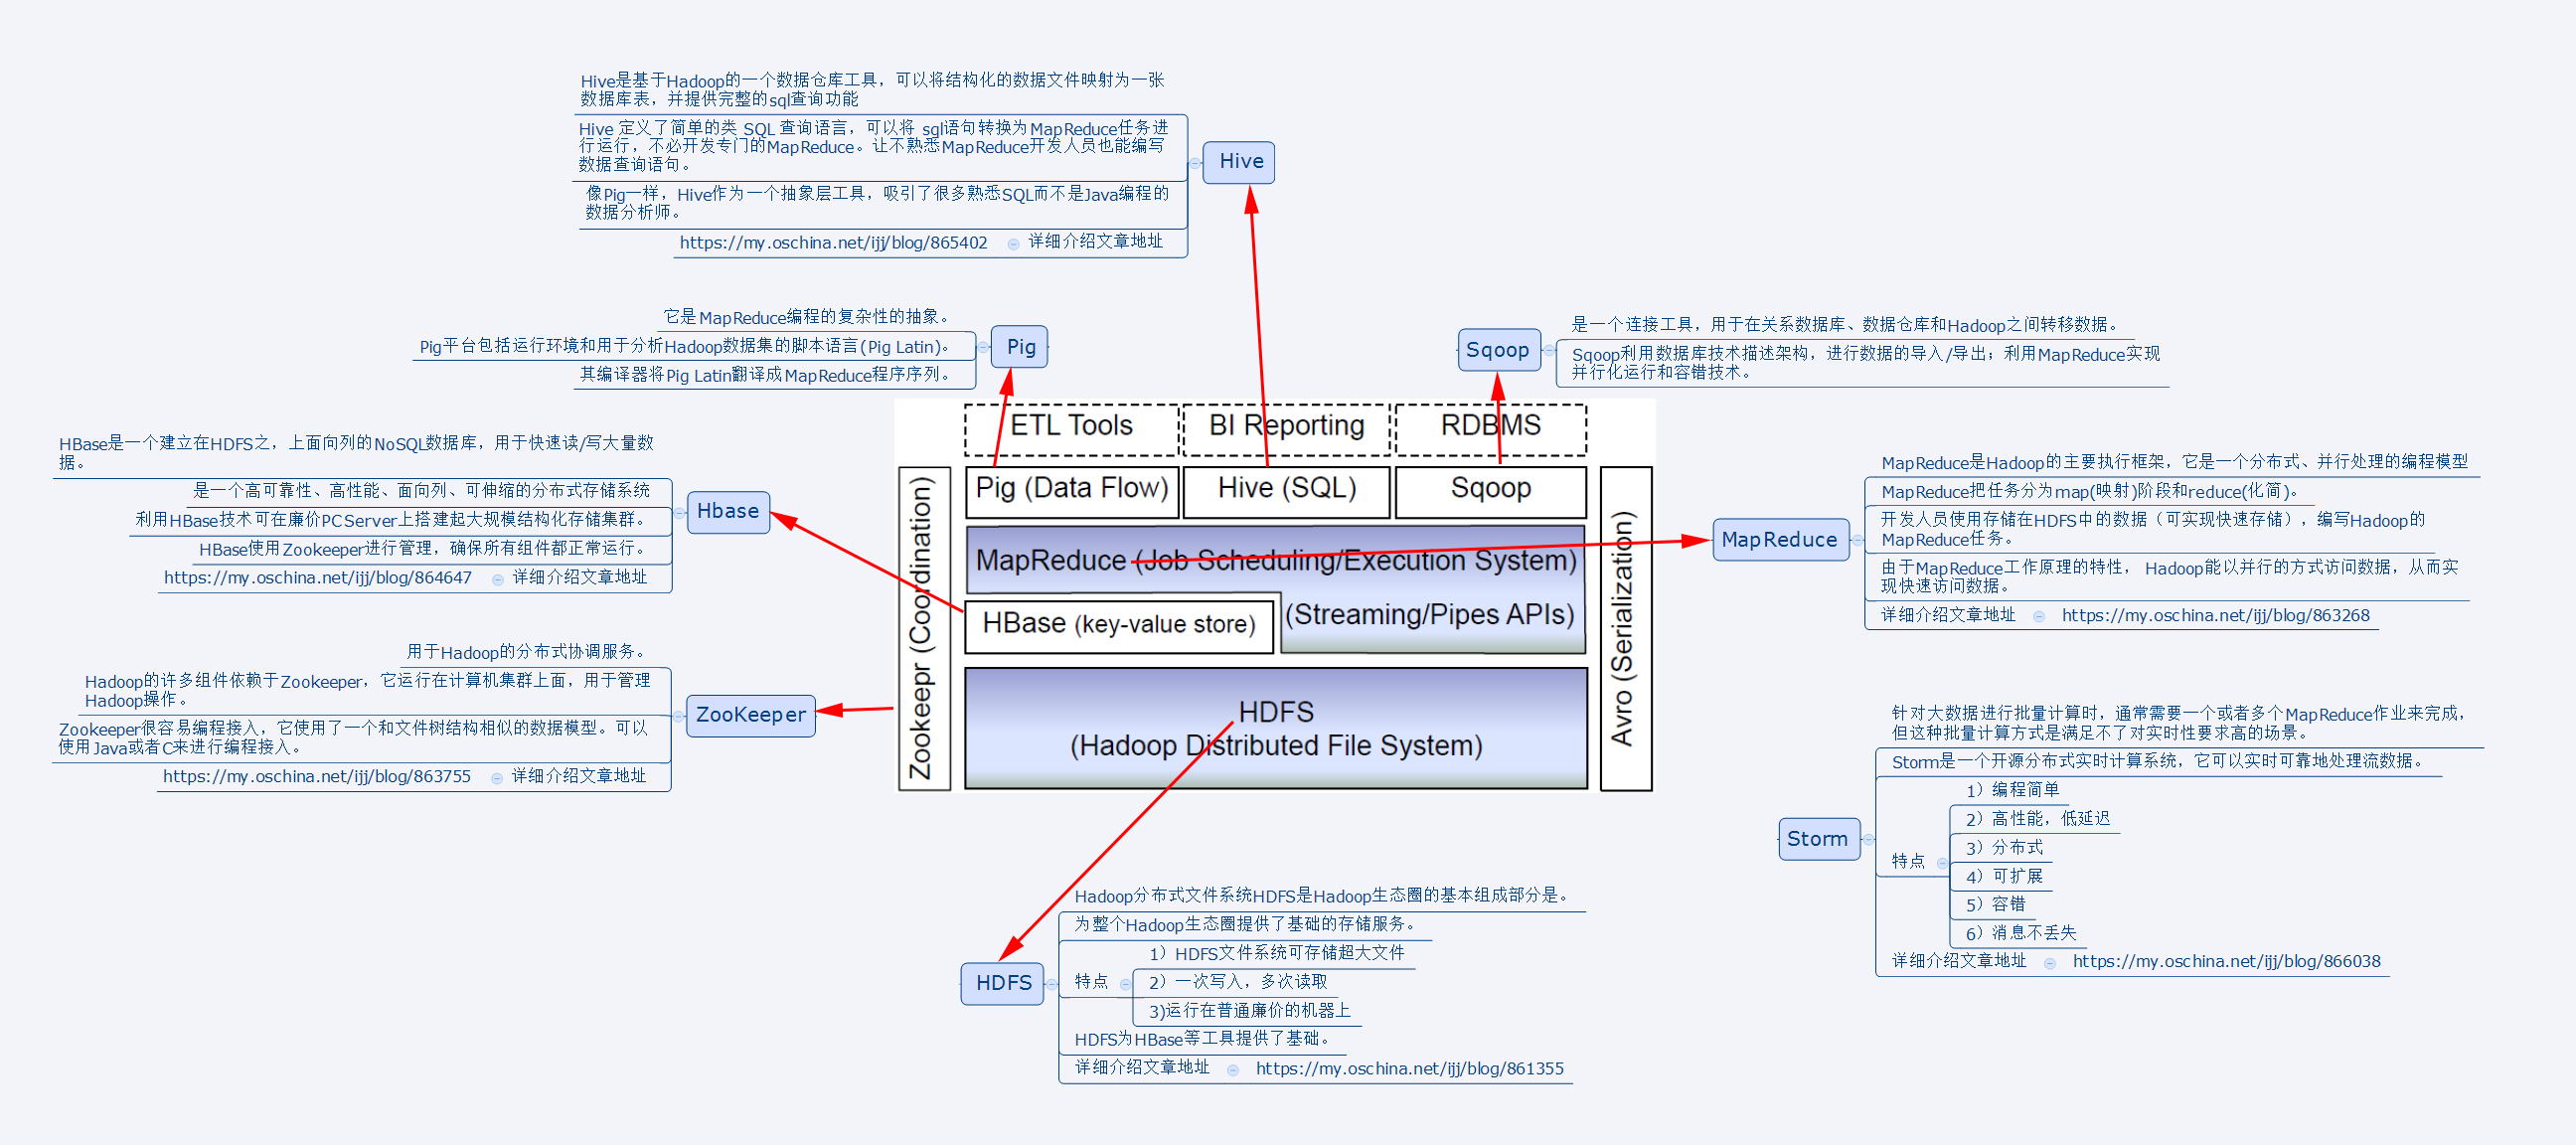 Hive是基于Hadoop的一个数据仓库工具，可以将结构化的数据文件映射为一张
数据库表，并提供完整的sql查询功能
Hive 定义了简单的类 SQL 查询语言，可以将 sgl语句转换为MapReduce任务进
行运行，不必开发专门的MapReduce。让不熟悉MapReduce开发人员也能编写
数据查询语句。
像Pig一样，Hive作为一个抽象层工具，吸引了很多熟悉SQL而不是Java编程的
数据分析师。
https://my.oschina.net/ijj/blog/865402
详细介绍文章地址
Hive
它是MapReduce编程的复杂性的抽象。
Pig平台包括运行环境和用于分析Hadoop数据集的脚本语言(Pig Latin)。
其编译器将Pig Latin翻译成MapReduce程序序列。
Pig
Sqoop
是一个连接工具，用于在关系数据库、数据仓库和Hadoop之间转移数据。
Sqoop利用数据库技术描述架构，进行数据的导入/导出；利用MapReduce实现
并行化运行和容错技术。
HBase是一个建立在HDFS之，上面向列的NoSQL数据库，用于快速读/写大量数
据。
是一个高可靠性、高性能、面向列、可伸缩的分布式存储系统
利用HBase技术可在廉价PCServer上搭建起大规模结构化存储集群。
HBase使用Zookeeper进行管理，确保所有组件都正常运行。
https://my.oschina.net/ijj/blog/864647
详细介绍文章地址
Hbase
ETL Tools
BI Reporting
RDBMS
Pig (Data Flow)
Hive (SQL)
Sqoop
MapReduce (Job Scheduling/Execution System)
(Streaming/Pipes APIs)
HBase (key-value store)
HDFS
(Hadoop Distributed File System)
Zookeepr (Coordination)
Avro (Serialization)
MapReduce
MapReduce是Hadoop的主要执行框架，它是一个分布式、并行处理的编程模型
MapReduce把任务分为map(映射)阶段和reduce(化简)。
开发人员使用存储在HDFS中的数据（可实现快速存储），编写Hadoop的
MapReduce任务。
由于MapReduce工作原理的特性， Hadoop能以并行的方式访问数据，从而实
现快速访问数据。
详细介绍文章地址
https://my.oschina.net/ijj/blog/863268
用于Hadoop的分布式协调服务。
Hadoop的许多组件依赖于Zookeeper，它运行在计算机集群上面，用于管理
Hadoop操作。
Zookeeper很容易编程接入，它使用了一个和文件树结构相似的数据模型。可以
使用Java或者C来进行编程接入。
https://my.oschina.net/ijj/blog/863755
详细介绍文章地址
ZooKeeper
Storm
针对大数据进行批量计算时，通常需要一个或者多个MapReduce作业来完成，
但这种批量计算方式是满足不了对实时性要求高的场景。
Storm是一个开源分布式实时计算系统，它可以实时可靠地处理流数据。
特点
1）编程简单
2）高性能，低延迟
3）分布式
4）可扩展
5）容错
6）消息不丢失
详细介绍文章地址
https://my.oschina.net/ijj/blog/866038
HDFS
Hadoop分布式文件系统HDFS是Hadoop生态圈的基本组成部分是。
为整个Hadoop生态圈提供了基础的存储服务。
特点
1）HDFS文件系统可存储超大文件
2）一次写入，多次读取
3)运行在普通廉价的机器上
HDFS为HBase等工具提供了基础。
详细介绍文章地址
https://my.oschina.net/ijj/blog/861355